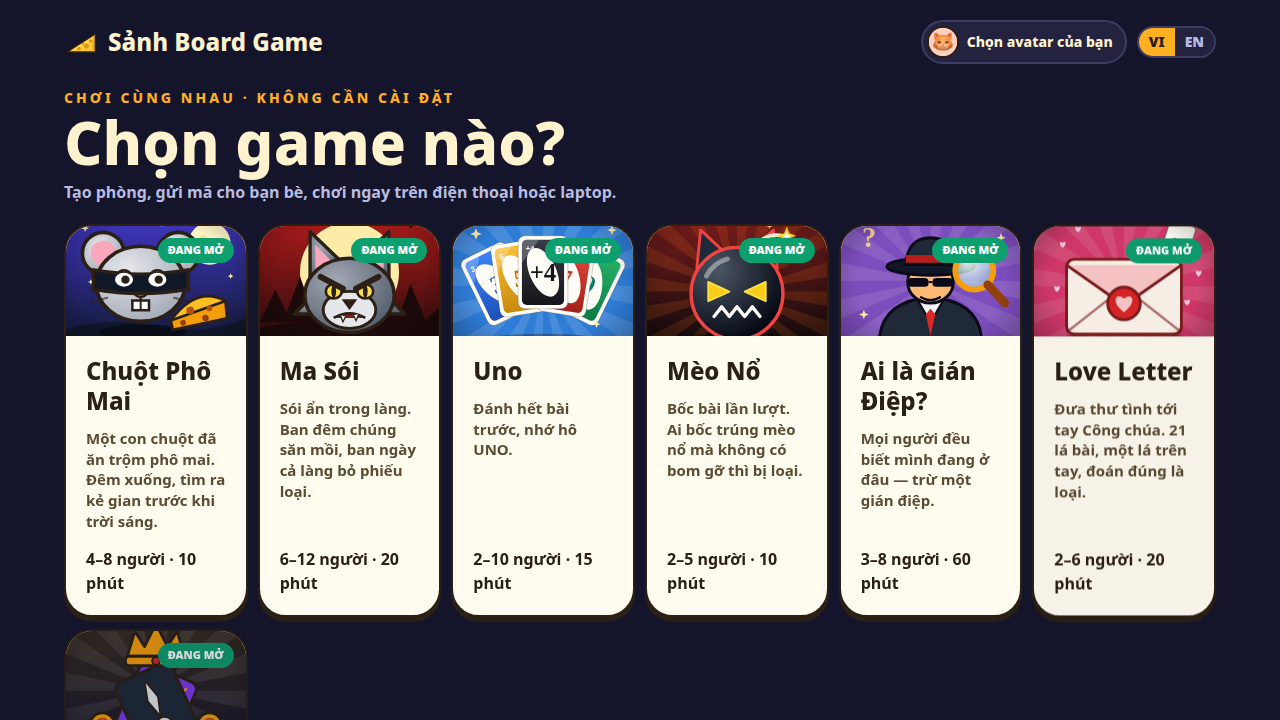 Sảnh Board Game
Chọn avatar của bạn
VI
EN
CHƠI CÙNG NHAU · KHÔNG CẦN CÀI ĐẶT
Chọn game nào?
Tạo phòng, gửi mã cho bạn bè, chơi ngay trên điện thoại hoặc laptop.
ĐANG MỞ
Chuột Phô
Mai
Một con chuột đã
ăn trộm phô mai.
Đêm xuống, tìm ra
kẻ gian trước khi
trời sáng.
4–8 người · 10
phút
ĐANG MỞ
Ma Sói
Sói ẩn trong làng.
Ban đêm chúng
săn mồi, ban ngày
cả làng bỏ phiếu
loại.
6–12 người · 20
phút
+4
ĐANG MỞ
Uno
Đánh hết bài
trước, nhớ hô
UNO.
2–10 người · 15
phút
ĐANG MỞ
Mèo Nổ
Bốc bài lần lượt.
Ai bốc trúng mèo
nổ mà không có
bom gỡ thì bị loại.
2–5 người · 10
phút
?
ĐANG MỞ
Ai là Gián
Điệp?
Mọi người đều
biết mình đang ở
đâu — trừ một
gián điệp.
3–8 người · 60
phút
ĐANG MỞ
Love Letter
Đưa thư tình tới
tay Công chúa. 21
lá bài, một lá trên
tay, đoán đúng là
loại.
2–6 người · 20
phút
ĐANG MỞ